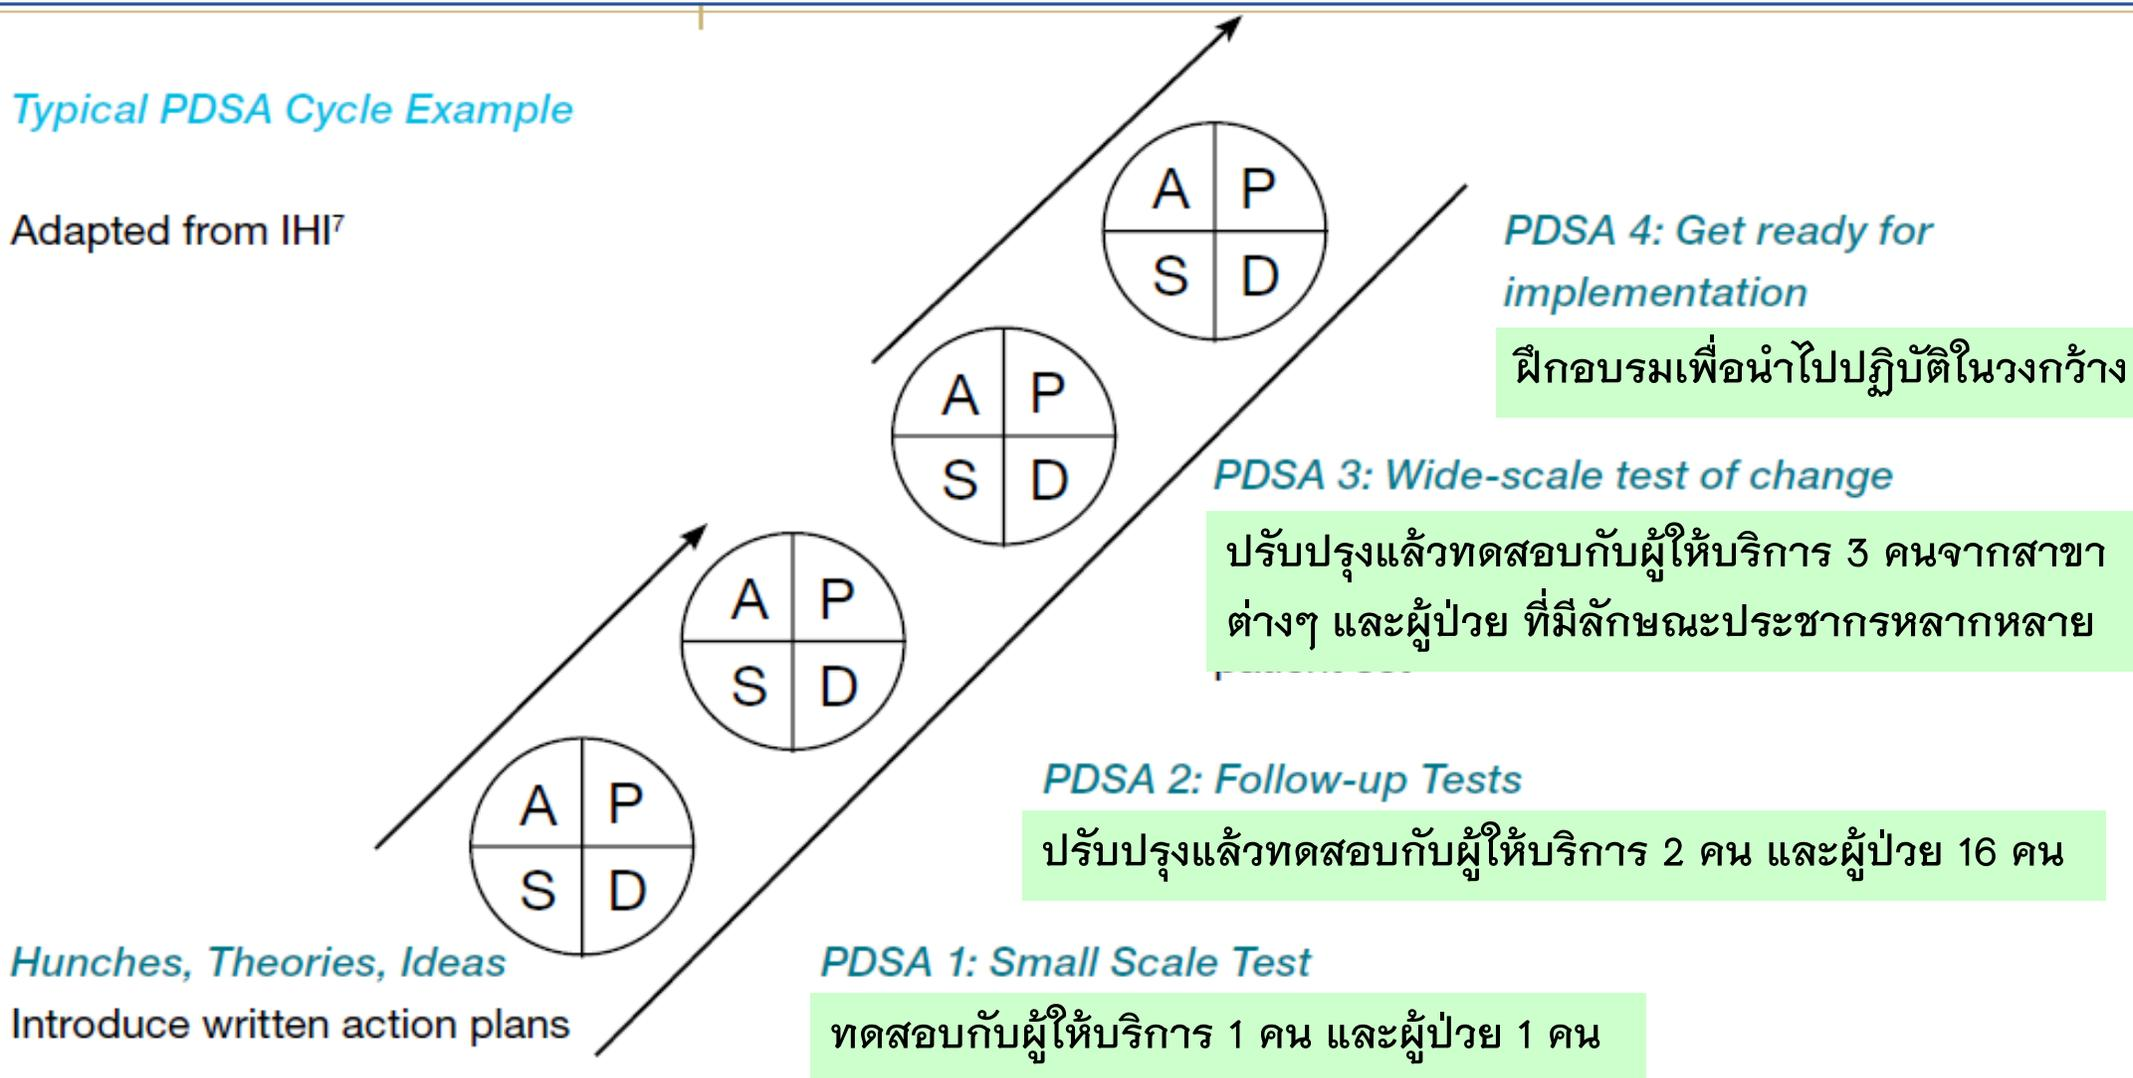 Typical PDSA Cycle Example
Adapted from IHI⁷
A P
S D
PDSA 4: Get ready for
implementation
ฝึกอบรมเพื่อนำไปปฏิบัติในวงกว้าง
A P
S D
PDSA 3: Wide-scale test of change
ปรับปรุงแล้วทดสอบกับผู้ให้บริการ 3 คนจากสาขา
ต่างๆ และผู้ป่วย ที่มีลักษณะประชากรหลากหลาย
A P
S D
PDSA 2: Follow-up Tests
ปรับปรุงแล้วทดสอบกับผู้ให้บริการ 2 คน และผู้ป่วย 16 คน
A P
S D
Hunches, Theories, Ideas
Introduce written action plans
PDSA 1: Small Scale Test
ทดสอบกับผู้ให้บริการ 1 คน และผู้ป่วย 1 คน